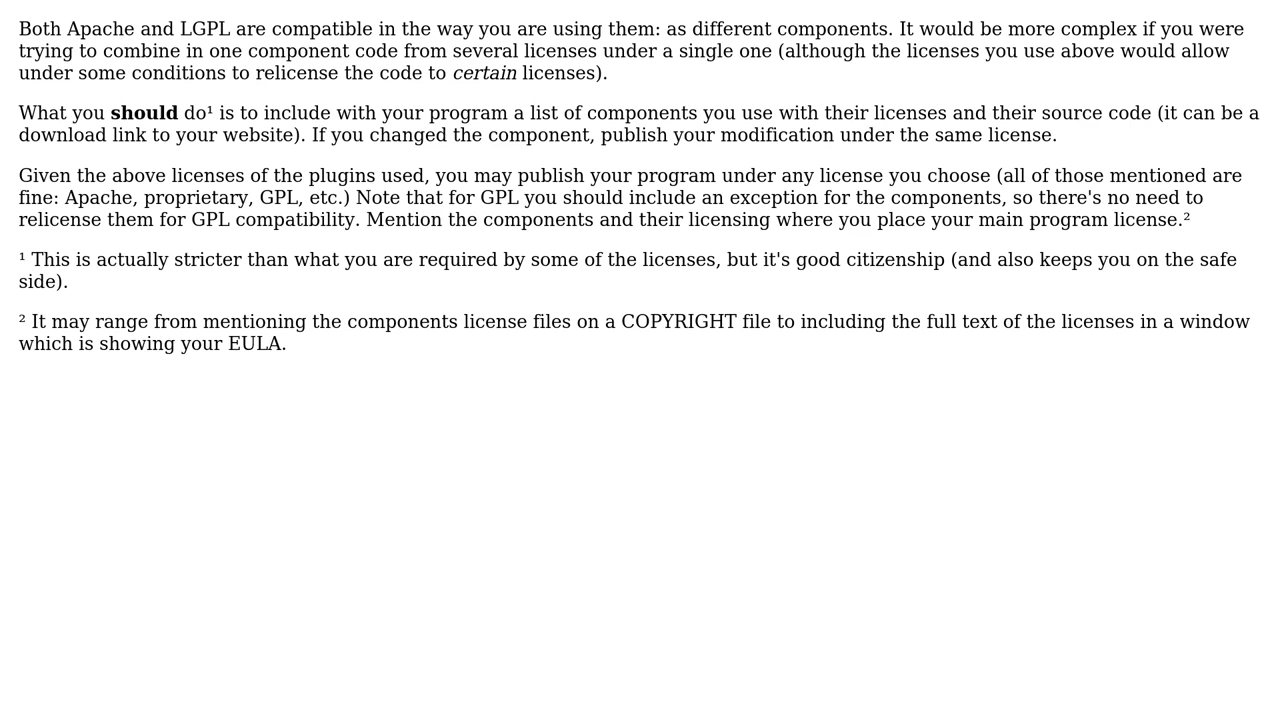 Both Apache and LGPL are compatible in the way you are using them: as different components. It would be more complex if you were
trying to combine in one component code from several licenses under a single one (although the licenses you use above would allow
under some conditions to relicense the code to certain licenses).
What you should do¹ is to include with your program a list of components you use with their licenses and their source code (it can be a
download link to your website). If you changed the component, publish your modification under the same license.
Given the above licenses of the plugins used, you may publish your program under any license you choose (all of those mentioned are
fine: Apache, proprietary, GPL, etc.) Note that for GPL you should include an exception for the components, so there's no need to
relicense them for GPL compatibility. Mention the components and their licensing where you place your main program license.²
¹ This is actually stricter than what you are required by some of the licenses, but it's good citizenship (and also keeps you on the safe
side).
² It may range from mentioning the components license files on a COPYRIGHT file to including the full text of the licenses in a window
which is showing your EULA.